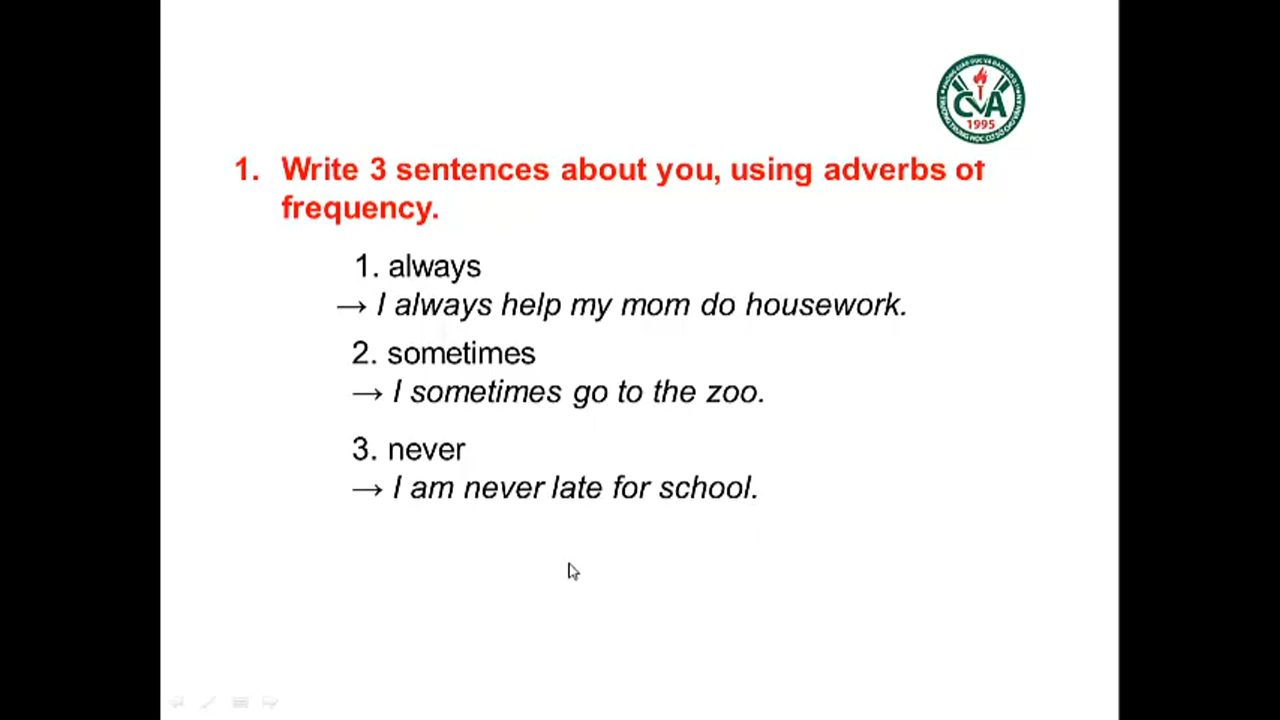 CVA
1995
1. Write 3 sentences about you, using adverbs of
frequency.
1. always
→ I always help my mom do housework.
2. sometimes
→ I sometimes go to the zoo.
3. never
→ I am never late for school.